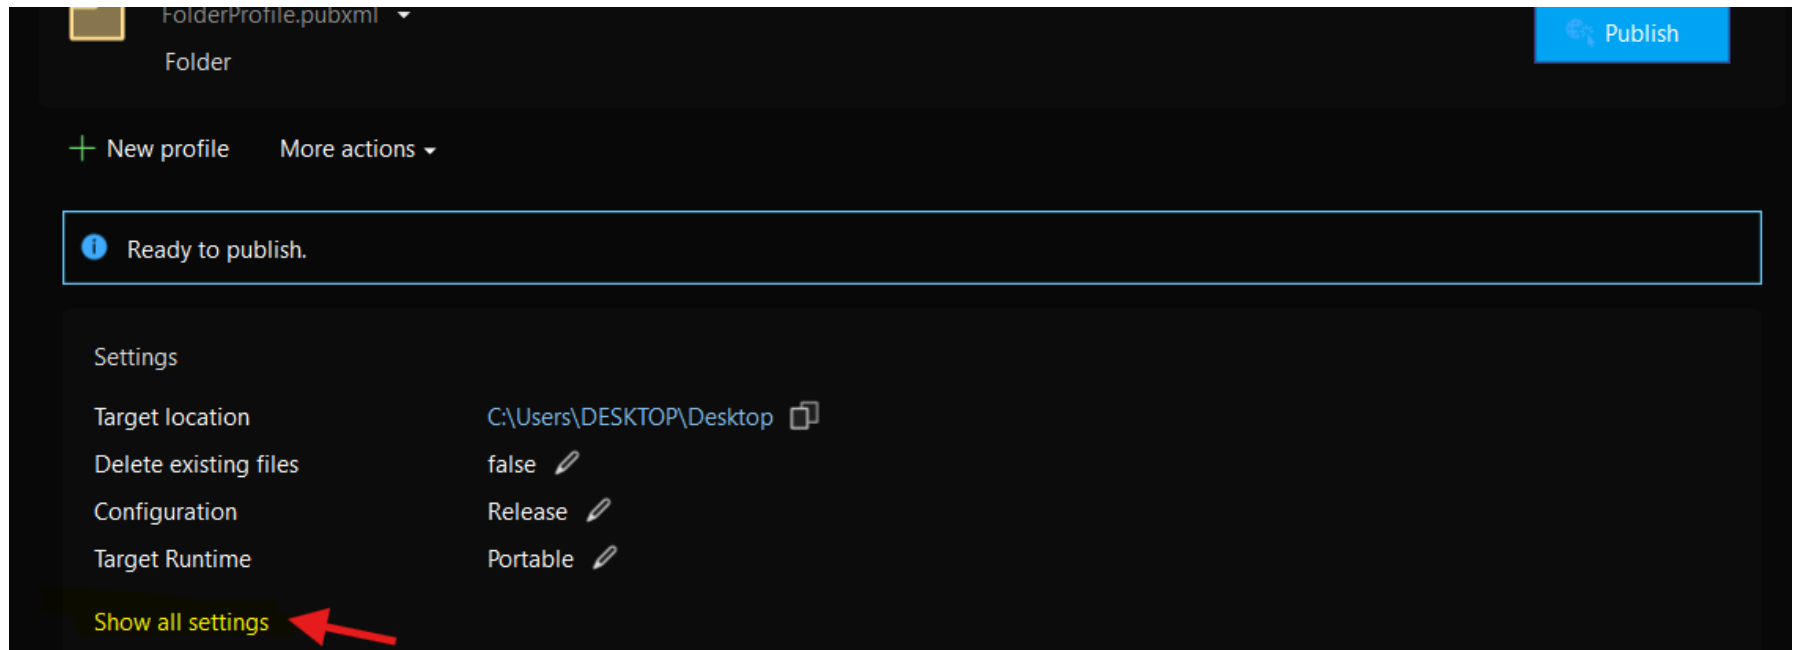 FolderProfile.pubxml
Publish
Folder
New profile More actions
Ready to publish.
Settings
Target location C:\Users\DESKTOP\Desktop
Delete existing files false
Configuration Release
Target Runtime Portable
Show all settings